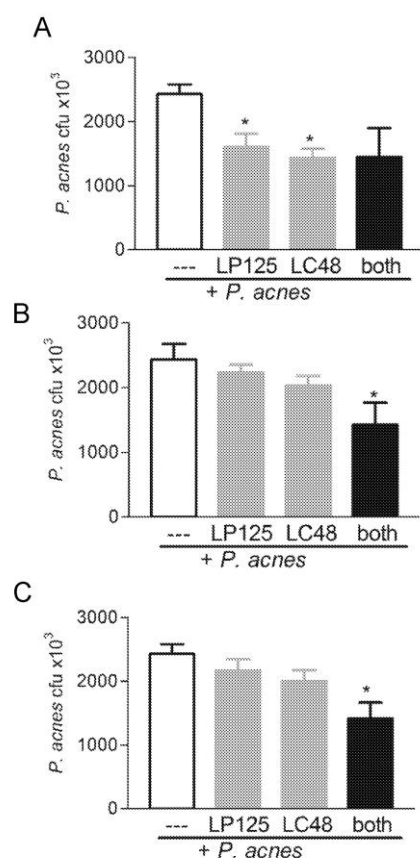 A
P. acnes cfu x10³
3000
2000
1000
0
*
*
--- LP125 LC48 both
+ P. acnes
B
P. acnes cfu x10³
3000
2000
1000
0
*
--- LP125 LC48 both
+ P. acnes
C
P. acnes cfu x10³
3000
2000
1000
0
*
--- LP125 LC48 both
+ P. acnes